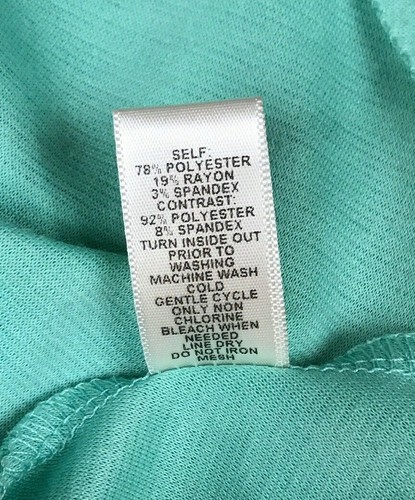 SELF:
78% POLYESTER
19% RAYON
3% SPANDEX
CONTRAST:
92% POLYESTER
8% SPANDEX
TURN INSIDE OUT
PRIOR TO
WASHING
MACHINE WASH
COLD
GENTLE CYCLE
ONLY NON
CHLORINE
BLEACH WHEN
NEEDED
LINE DRY
DO NOT IRON
MESH